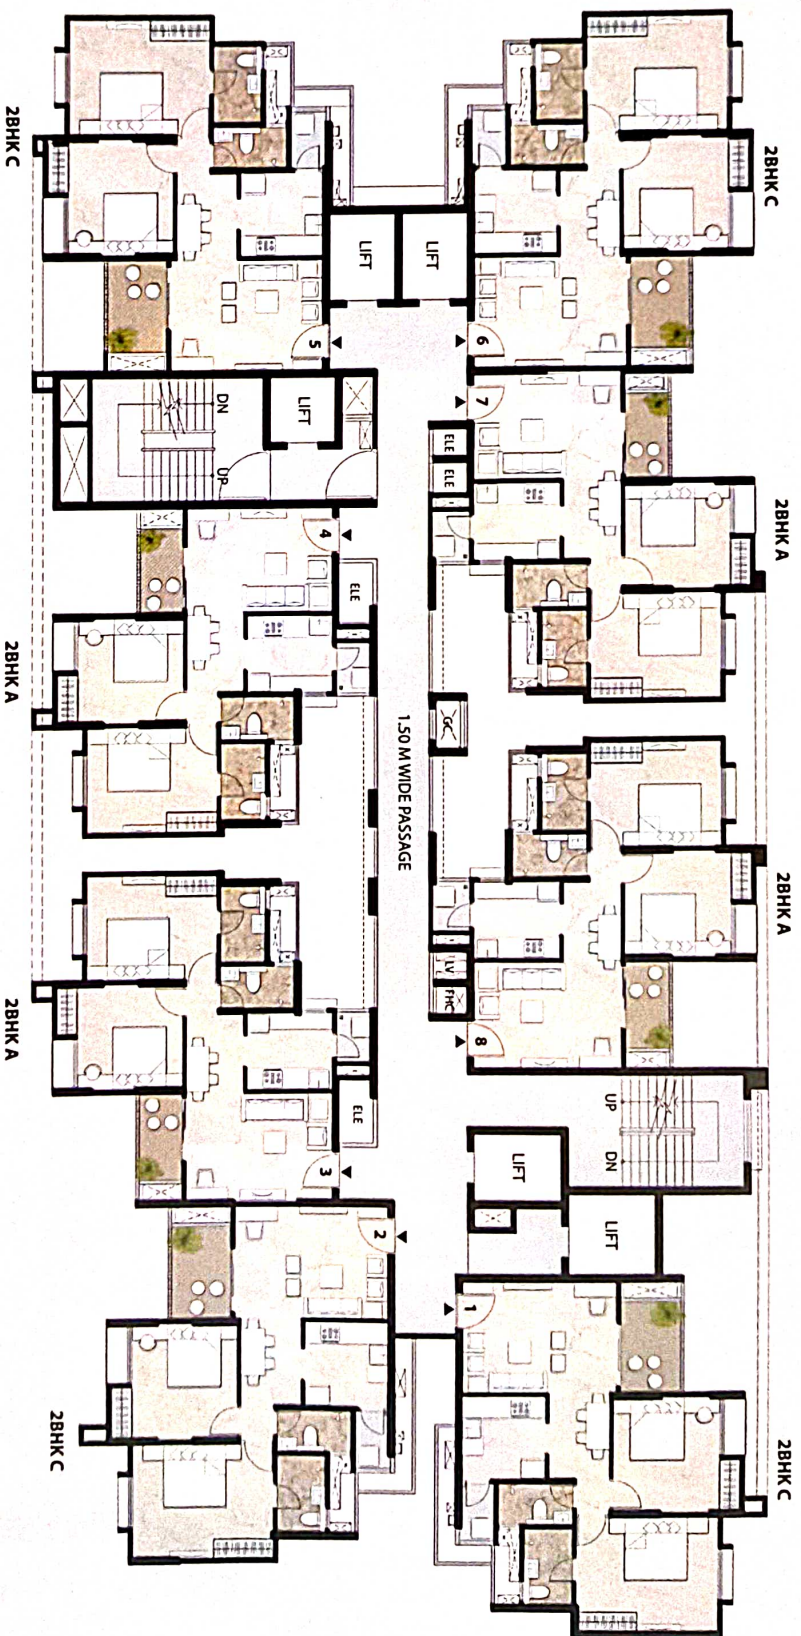 2BHK C
2BHK C
LIFT
LIFT
5
6
7
DN
UP
LIFT
ELE
ELE
2BHK A
4
ELE
2BHK A
1.50 M WIDE PASSAGE
GC
2BHK A
2BHK A
LV
FHC
8
ELE
3
UP
DN
LIFT
LIFT
2
1
2BHK C
2BHK C